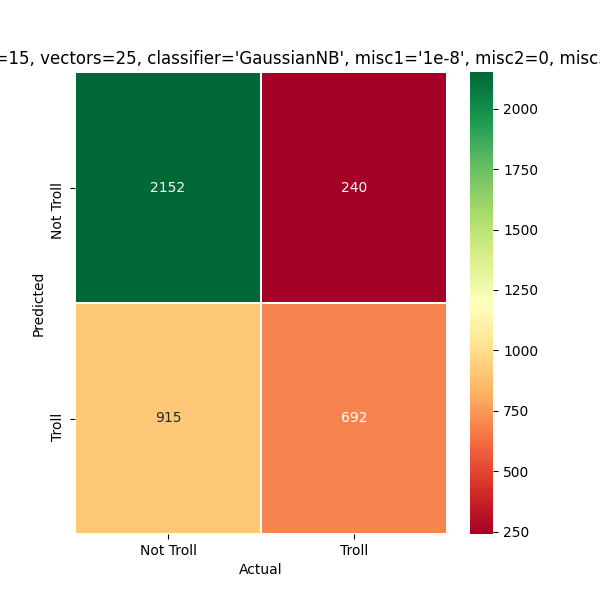 =15, vectors=25, classifier='GaussianNB', misc1='1e-8', misc2=0, misc
2000
1750
1500
1250
1000
750
500
250
Predicted
Not Troll
2152
240
Troll
915
692
Not Troll
Troll
Actual